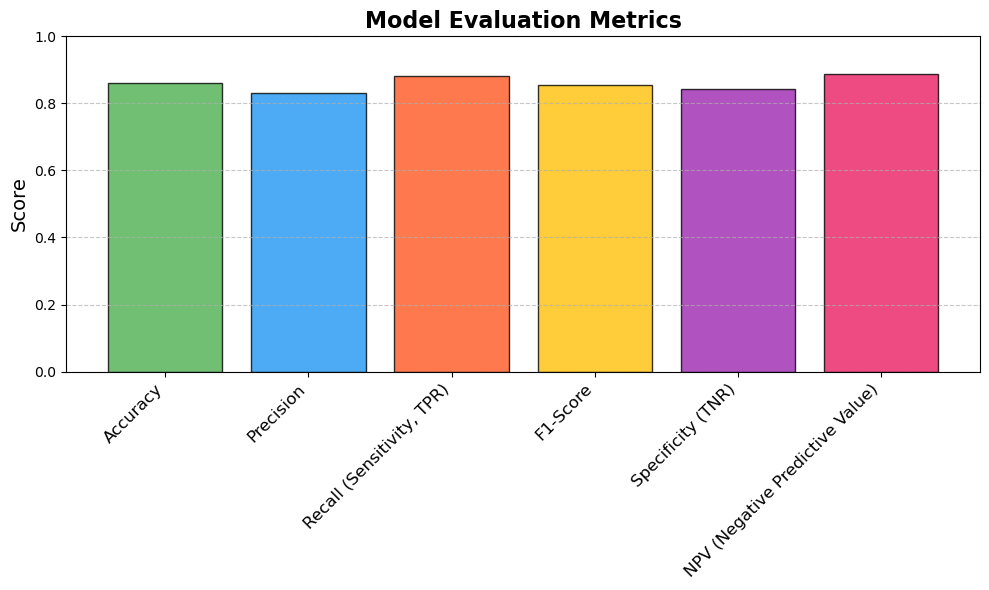 Model Evaluation Metrics
Score
1.0
0.8
0.6
0.4
0.2
0.0
Accuracy
Precision
Recall (Sensitivity, TPR)
F1-Score
Specificity (TNR)
NPV (Negative Predictive Value)